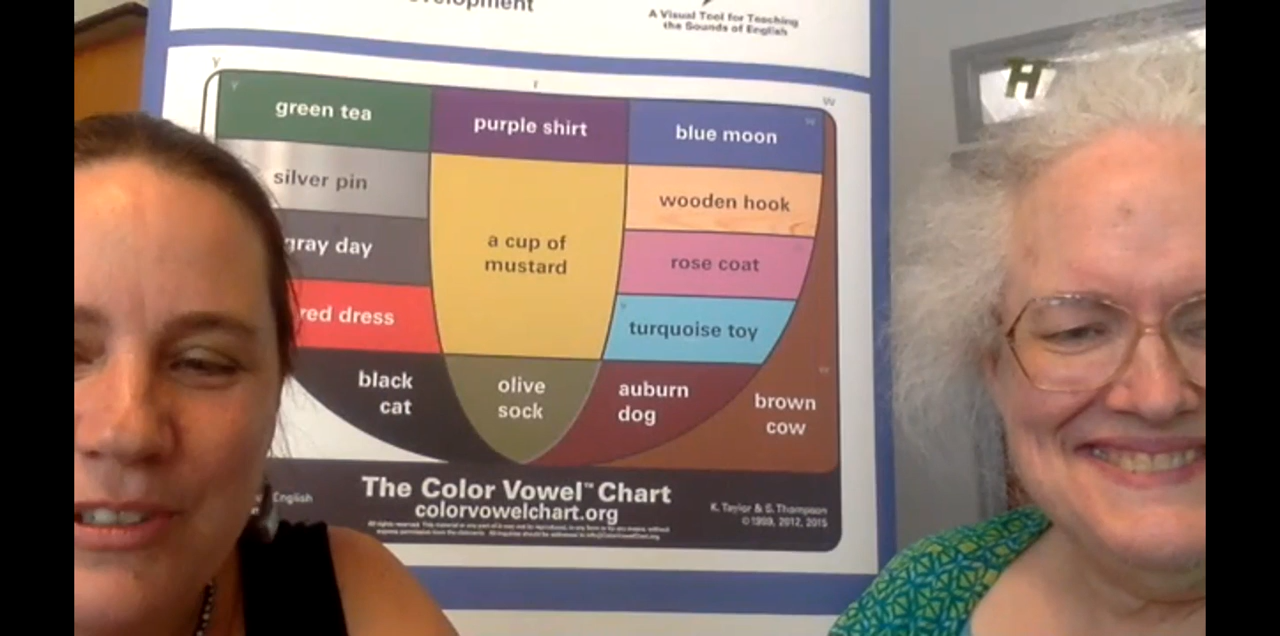 A Visual Tool for Teaching
the Sounds of English
Y
Y
Y
W
W
green tea
purple shirt
blue moon
silver pin
wooden hook
gray day
a cup of
mustard
rose coat
red dress
turquoise toy
black
cat
olive
sock
auburn
dog
brown
cow
W
The Color Vowel™ Chart
colorvowelchart.org
English
K. Taylor & S. Thompson
© 1999, 2012, 2015
H